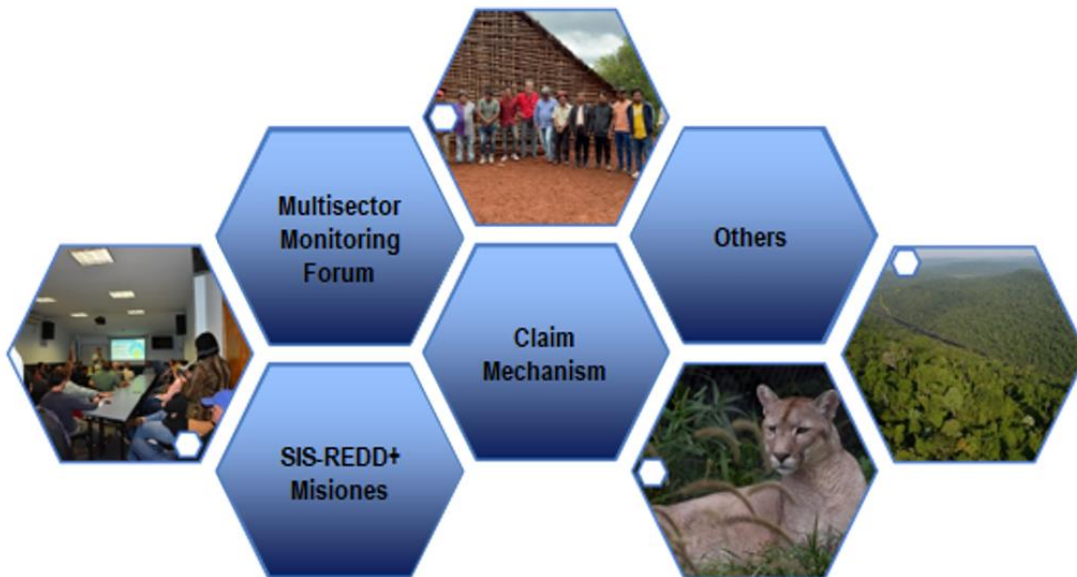 Multisector
Monitoring
Forum
Others
Claim
Mechanism
SIS-REDD+
Misiones